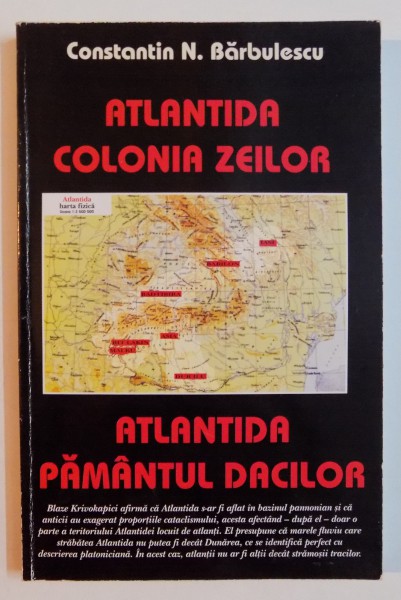 Constantin N. Bărbulescu
ATLANTIDA
COLONIA ZEILOR
Atlantida
harta fizică
BABILON
ASIA
ATLANTIDA
PĂMÂNTUL DACILOR
Blaze Krivokapici afirmă că Atlantida s-ar fi aflat în bazinul pannonian și că
anticii au exagerat proporțiile cataclismului, acesta afectând – după el – doar o
parte a teritoriului Atlantidei locuit de atlanți. El presupune că marele fluviu care
străbătea Atlantida nu putea fi decât Dunărea, ce se identifică perfect cu
descrierea platoniciană. În acest caz, atlanții nu ar fi alții decât strămoșii tracilor.